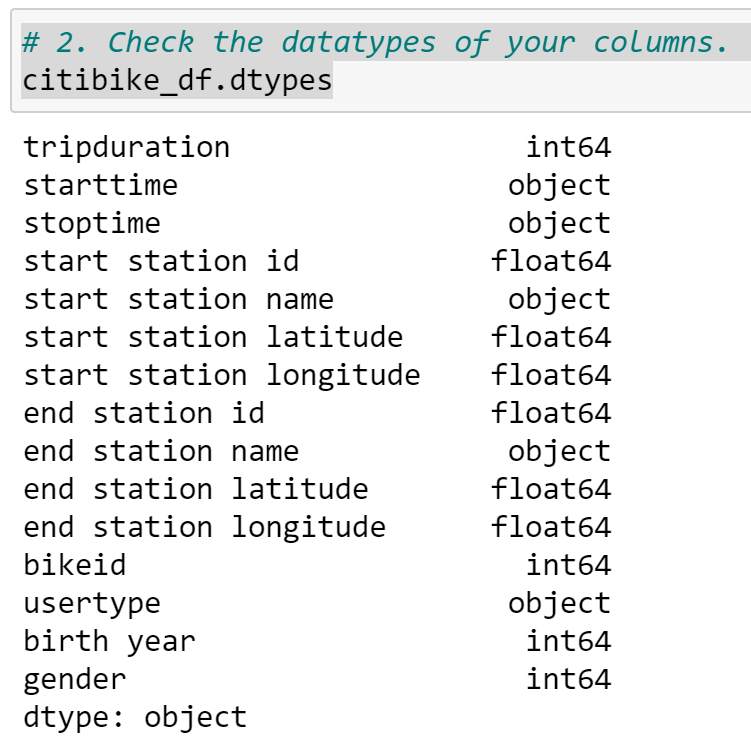 # 2. Check the datatypes of your columns.
citibike_df.dtypes
tripduration int64
starttime object
stoptime object
start station id float64
start station name object
start station latitude float64
start station longitude float64
end station id float64
end station name object
end station latitude float64
end station longitude float64
bikeid int64
usertype object
birth year int64
gender int64
dtype: object